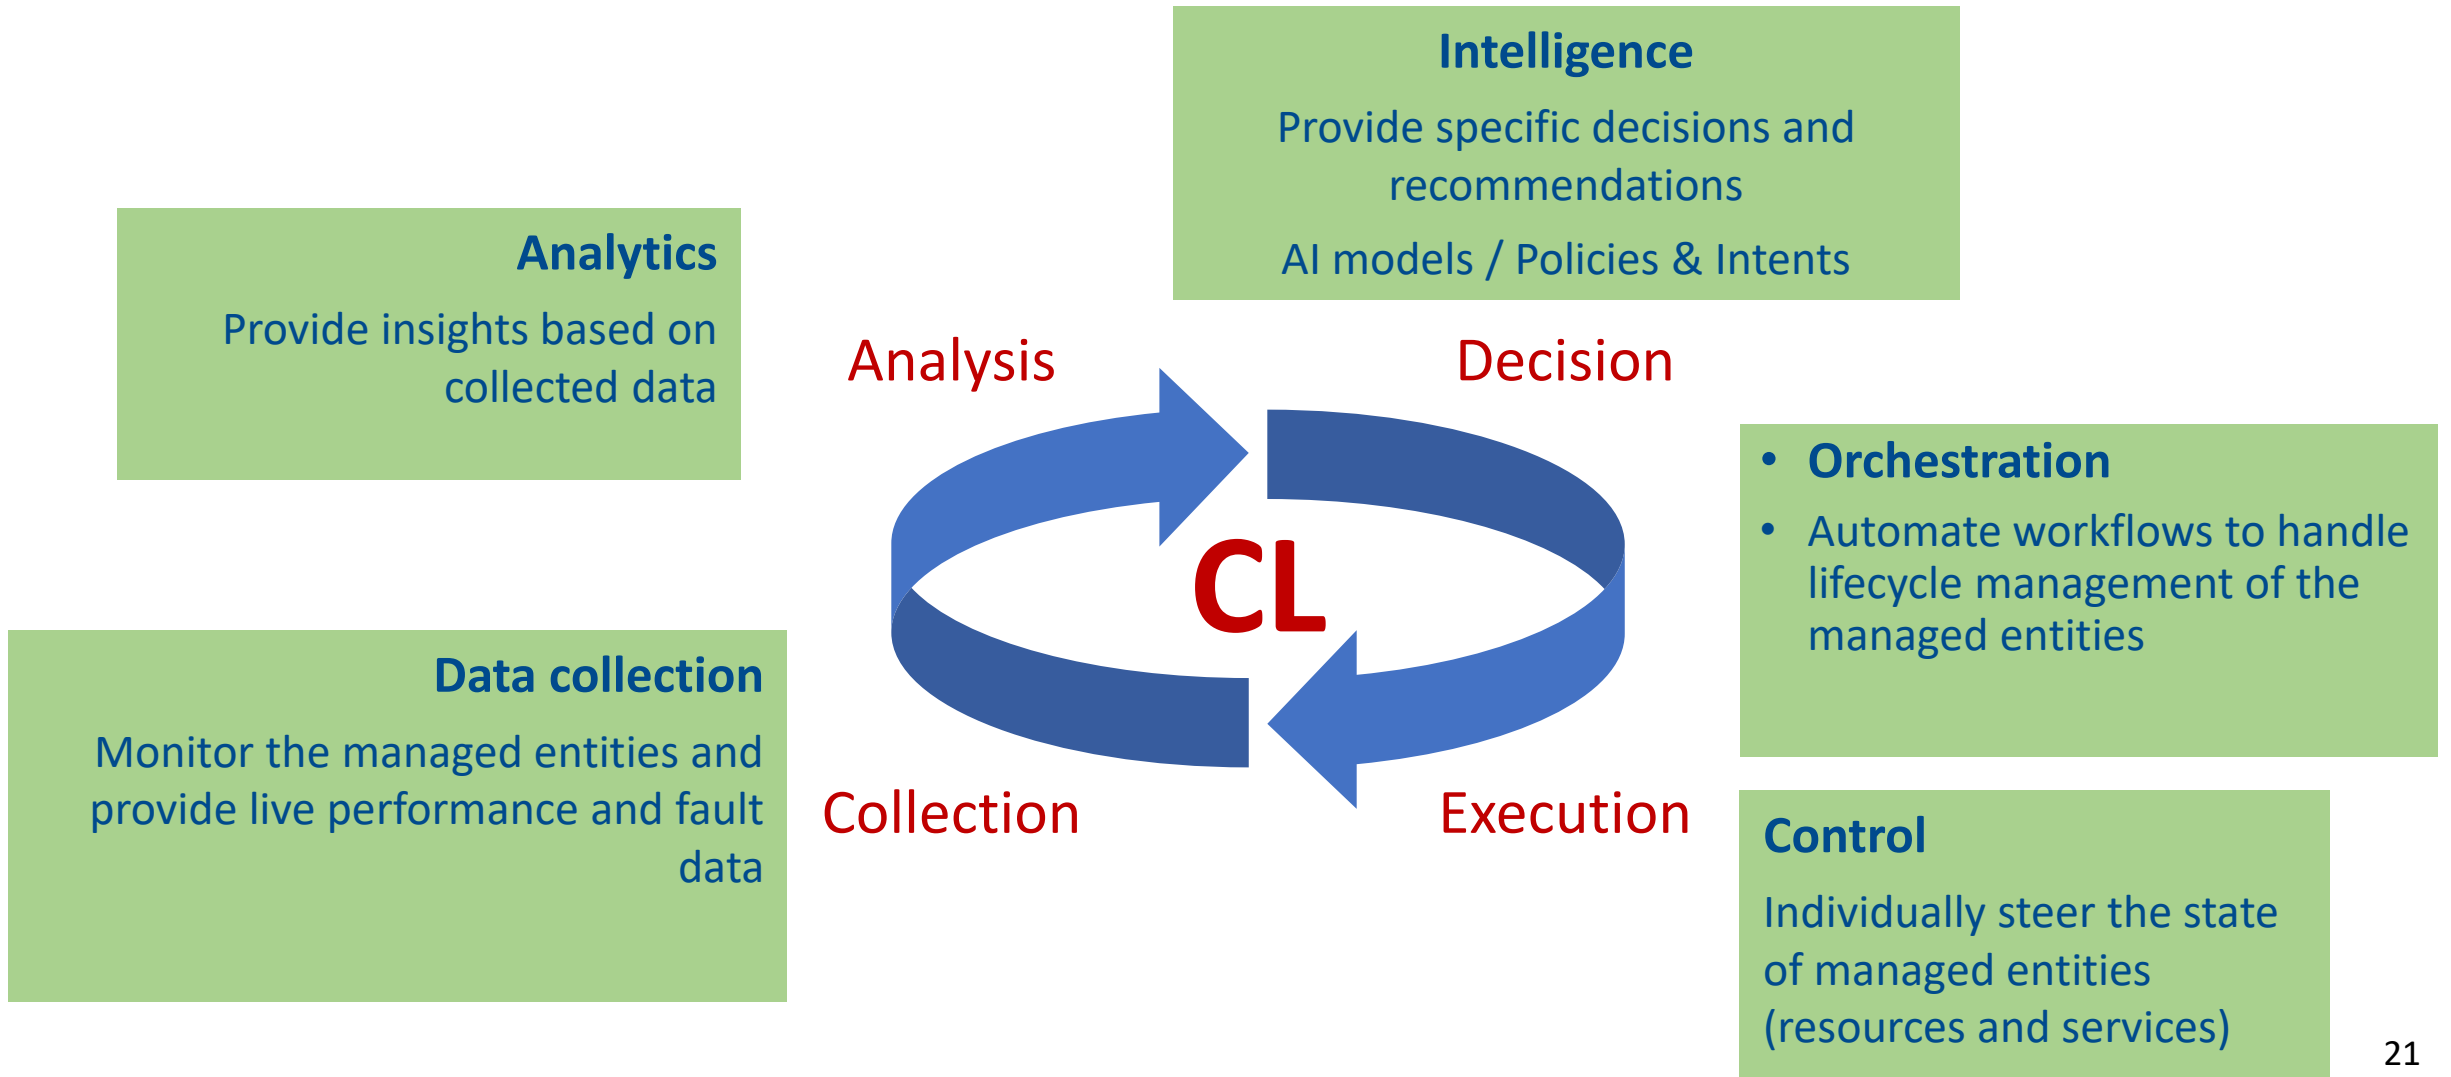 Intelligence
Provide specific decisions and
recommendations
AI models / Policies & Intents
Analytics
Provide insights based on
collected data
Analysis
Decision
CL
• Orchestration
• Automate workflows to handle
lifecycle management of the
managed entities
Data collection
Monitor the managed entities and
provide live performance and fault
data
Collection
Execution
Control
Individually steer the state
of managed entities
(resources and services)
21